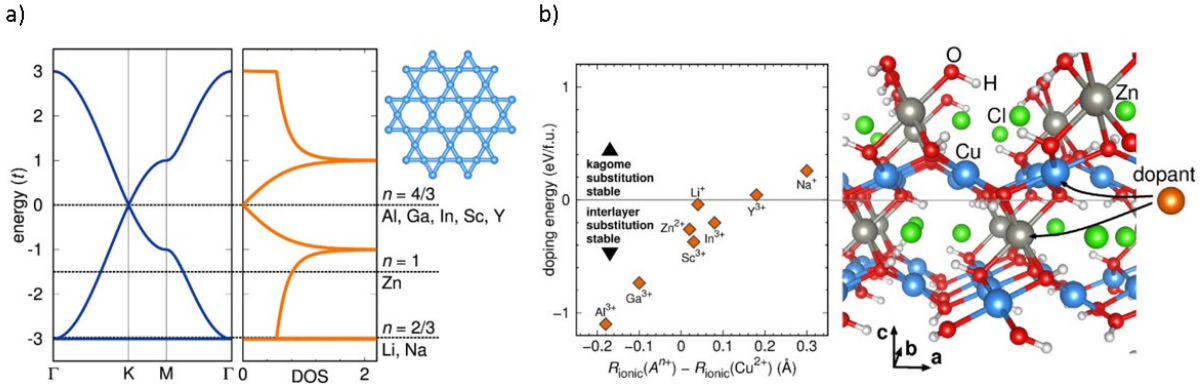 a)
energy (t)
3
2
1
0
-1
-2
-3
Γ
K
M
Γ
0
1
2
DOS
n = 4/3
Al, Ga, In, Sc, Y
n = 1
Zn
n = 2/3
Li, Na
b)
doping energy (eV/f.u.)
1
0
−1
kagome
substitution
stable
interlayer
substitution
stable
Al3+
Ga3+
Sc3+
Zn2+
Li+
In3+
Y3+
Na+
−0.2
−0.1
0
0.1
0.2
0.3
Rionic(An+) − Rionic(Cu2+) (Å)
O
H
Zn
Cl
Cu
dopant
c
b
a